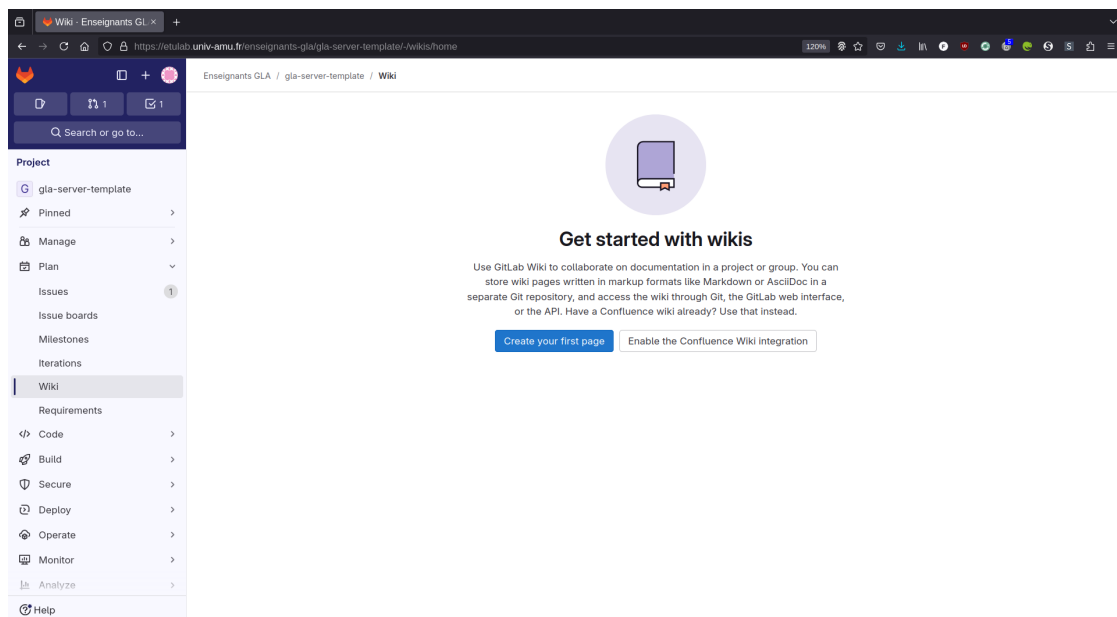 Wiki · Enseignants GL
https://etulab.univ-amu.fr/enseignants-gla/gla-server-template/-/wikis/home
120%
5
Enseignants GLA / gla-server-template / Wiki
1
1
Search or go to...
Project
G gla-server-template
Pinned
Manage
Plan
Issues 1
Issue boards
Milestones
Iterations
Wiki
Requirements
Code
Build
Secure
Deploy
Operate
Monitor
Analyze
Help
Get started with wikis
Use GitLab Wiki to collaborate on documentation in a project or group. You can
store wiki pages written in markup formats like Markdown or AsciiDoc in a
separate Git repository, and access the wiki through Git, the GitLab web interface,
or the API. Have a Confluence wiki already? Use that instead.
Create your first page
Enable the Confluence Wiki integration